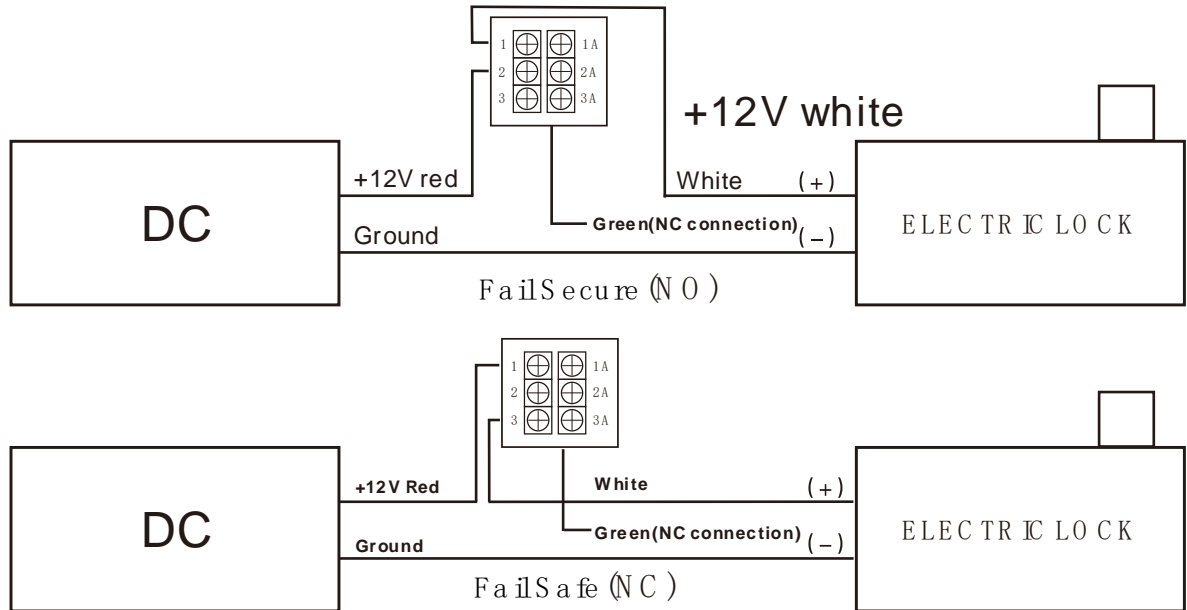 1 1A
2 2A
3 3A
+12V white
+12V red
White (+)
DC
Green(NC connection) (−)
ELECTRIC LOCK
Ground
FailSecure (NO)
1 1A
2 2A
3 3A
+12V Red
White (+)
DC
Green(NC connection) (−)
ELECTRIC LOCK
Ground
FailSafe (NC)